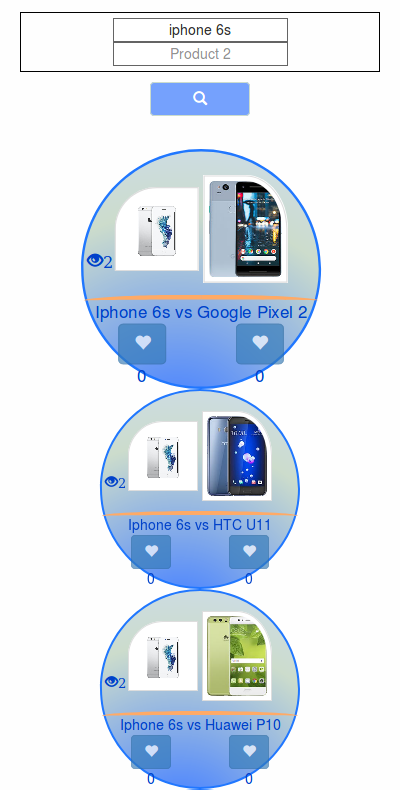 iphone 6s
Product 2
2
Iphone 6s vs Google Pixel 2
0 0
2
Iphone 6s vs HTC U11
0 0
2
Iphone 6s vs Huawei P10
0 0